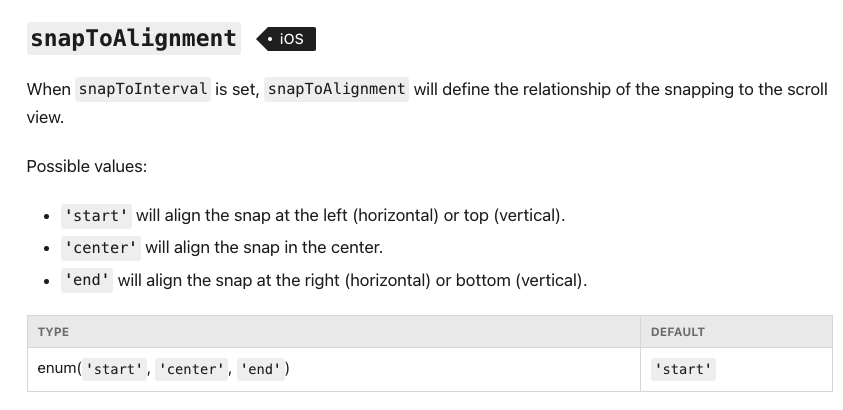 snapToAlignment iOS
When snapToInterval is set, snapToAlignment will define the relationship of the snapping to the scroll
view.
Possible values:
• 'start' will align the snap at the left (horizontal) or top (vertical).
• 'center' will align the snap in the center.
• 'end' will align the snap at the right (horizontal) or bottom (vertical).
TYPE DEFAULT
enum('start', 'center', 'end') 'start'